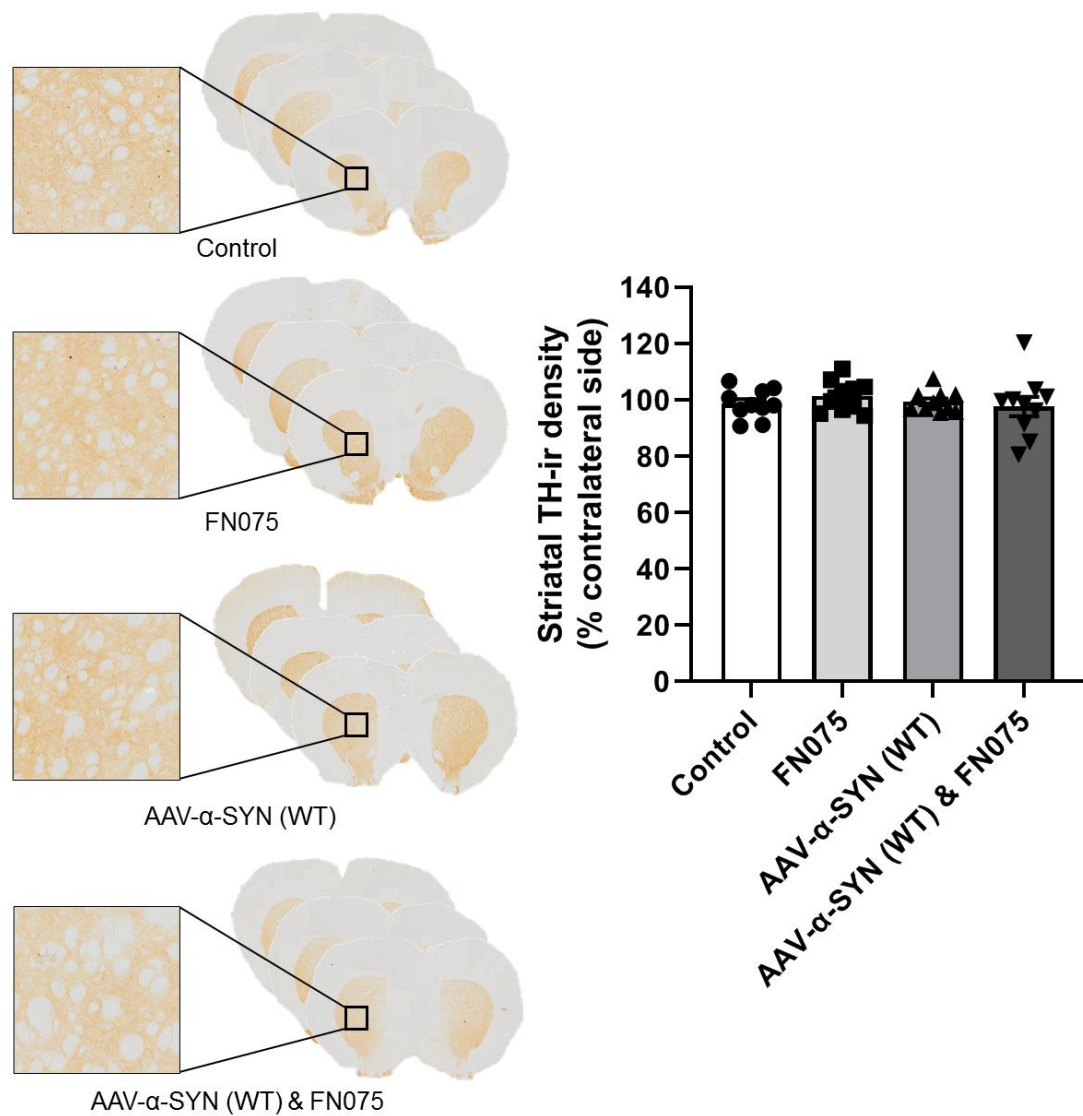 Control
FN075
AAV-α-SYN (WT)
AAV-α-SYN (WT) & FN075
Striatal TH-ir density
(% contralateral side)
140
120
100
80
60
40
20
0
Control
FN075
AAV-α-SYN (WT)
AAV-α-SYN (WT) & FN075